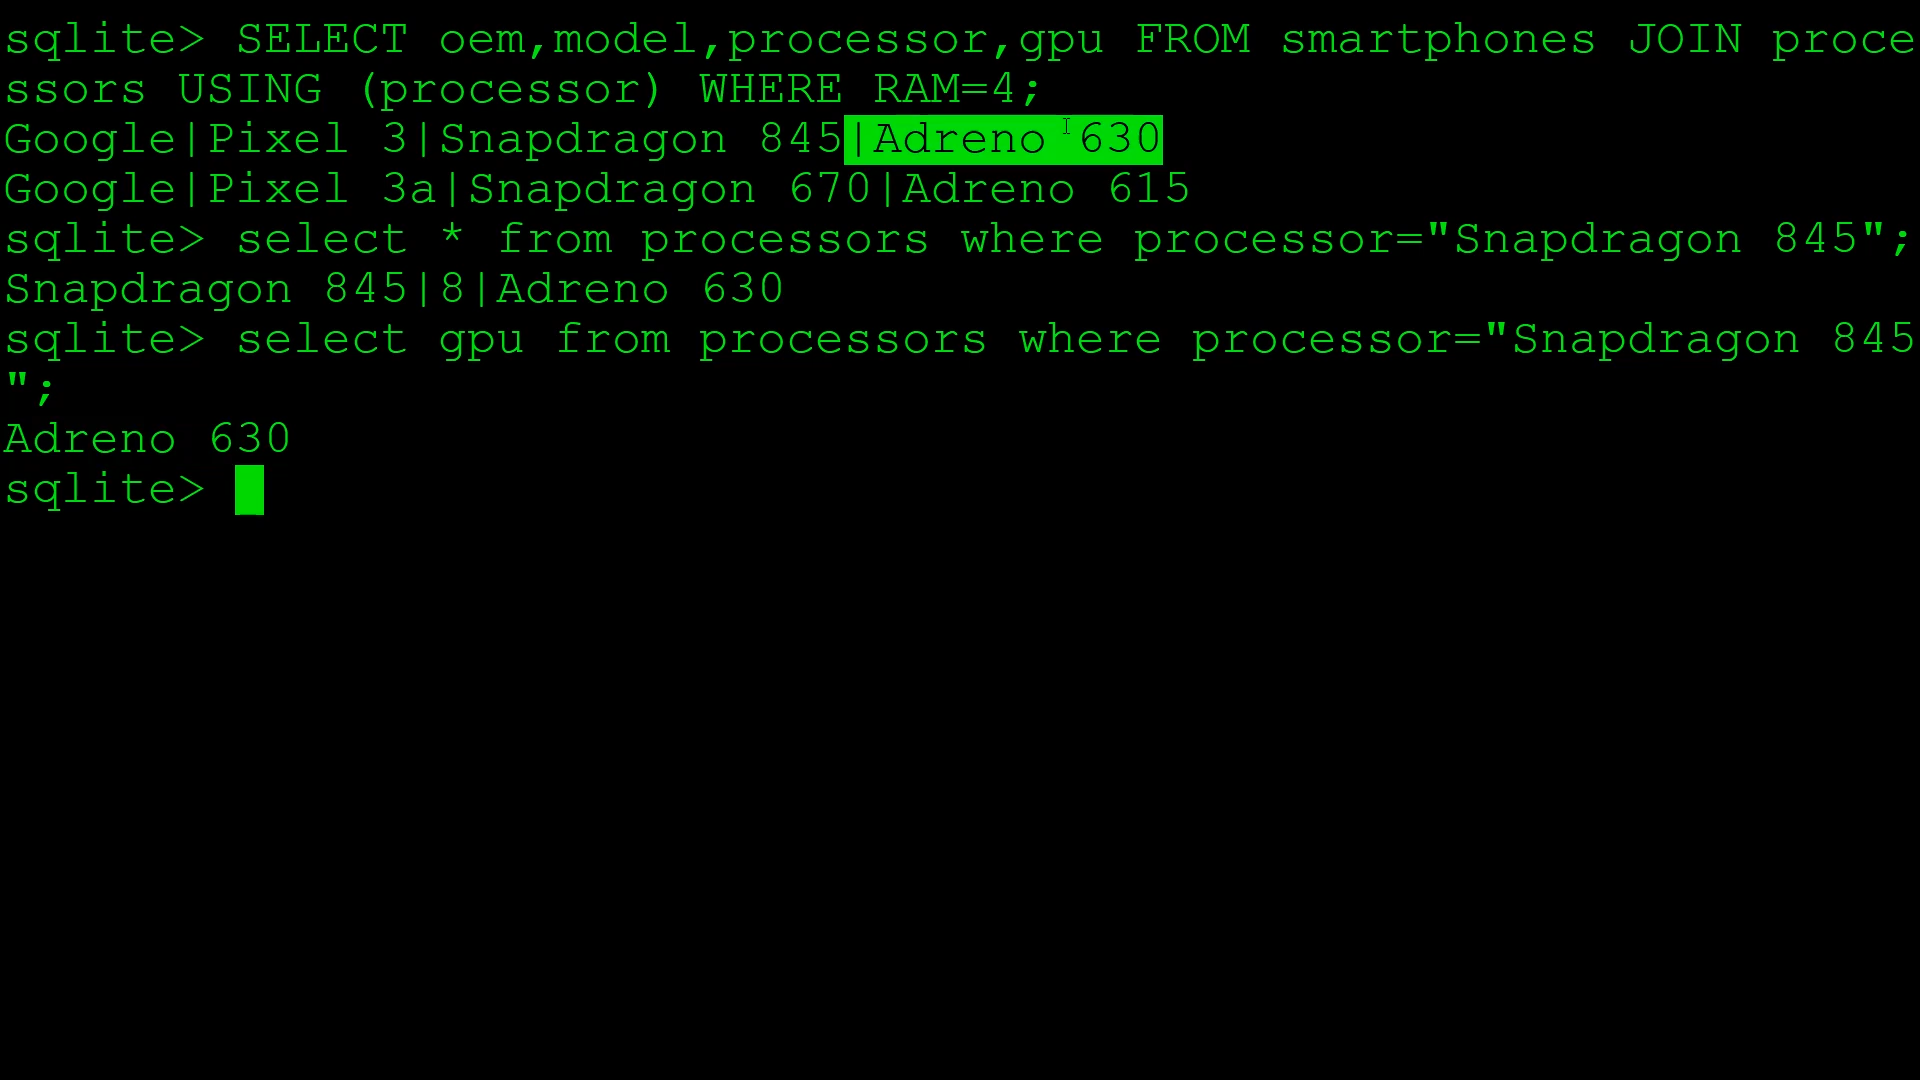 sqlite> SELECT oem,model,processor,gpu FROM smartphones JOIN proce
ssors USING (processor) WHERE RAM=4;
Google|Pixel 3|Snapdragon 845|Adreno 630
Google|Pixel 3a|Snapdragon 670|Adreno 615
sqlite> select * from processors where processor="Snapdragon 845";
Snapdragon 845|8|Adreno 630
sqlite> select gpu from processors where processor="Snapdragon 845
";
Adreno 630
sqlite>